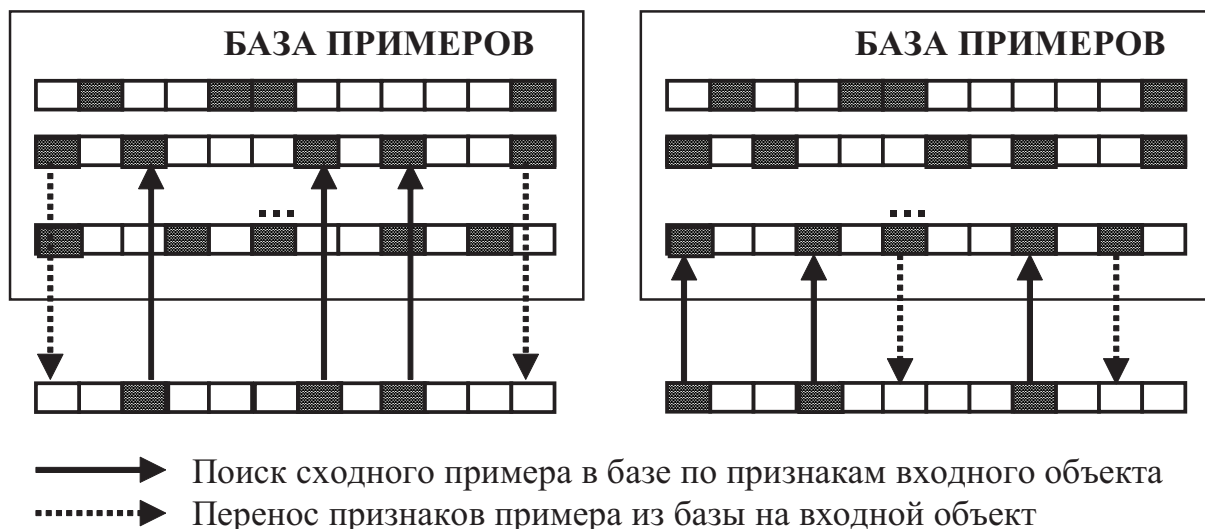 БАЗА ПРИМЕРОВ
БАЗА ПРИМЕРОВ
...
...
Поиск сходного примера в базе по признакам входного объекта
Перенос признаков примера из базы на входной объект